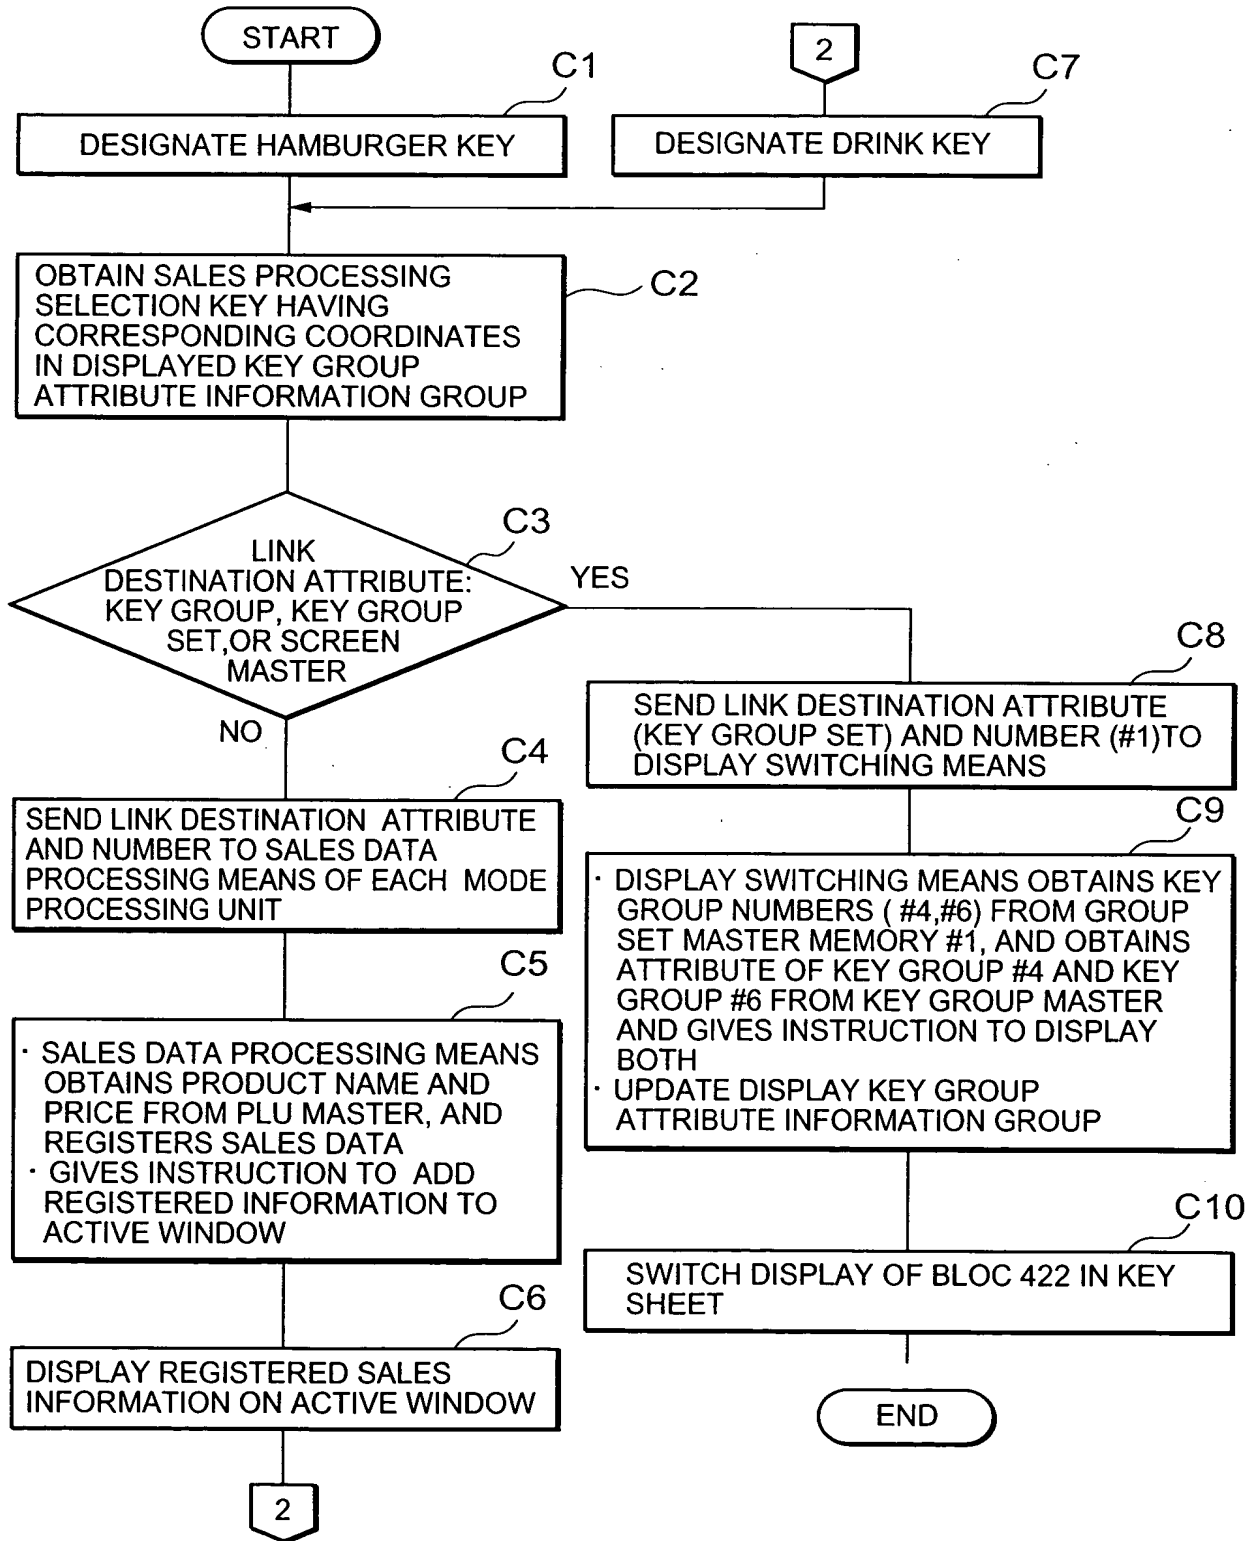 START
C1
DESIGNATE HAMBURGER KEY
2
C7
DESIGNATE DRINK KEY
OBTAIN SALES PROCESSING
SELECTION KEY HAVING
CORRESPONDING COORDINATES
IN DISPLAYED KEY GROUP
ATTRIBUTE INFORMATION GROUP
C2
C3
LINK
DESTINATION ATTRIBUTE:
KEY GROUP, KEY GROUP
SET,OR SCREEN
MASTER
YES
NO
C4
SEND LINK DESTINATION ATTRIBUTE
AND NUMBER TO SALES DATA
PROCESSING MEANS OF EACH MODE
PROCESSING UNIT
C5
· SALES DATA PROCESSING MEANS
OBTAINS PRODUCT NAME AND
PRICE FROM PLU MASTER, AND
REGISTERS SALES DATA
· GIVES INSTRUCTION TO ADD
REGISTERED INFORMATION TO
ACTIVE WINDOW
C6
DISPLAY REGISTERED SALES
INFORMATION ON ACTIVE WINDOW
2
C8
SEND LINK DESTINATION ATTRIBUTE
(KEY GROUP SET) AND NUMBER (#1)TO
DISPLAY SWITCHING MEANS
C9
· DISPLAY SWITCHING MEANS OBTAINS KEY
GROUP NUMBERS ( #4,#6) FROM GROUP
SET MASTER MEMORY #1, AND OBTAINS
ATTRIBUTE OF KEY GROUP #4 AND KEY
GROUP #6 FROM KEY GROUP MASTER
AND GIVES INSTRUCTION TO DISPLAY
BOTH
· UPDATE DISPLAY KEY GROUP
ATTRIBUTE INFORMATION GROUP
C10
SWITCH DISPLAY OF BLOC 422 IN KEY
SHEET
END